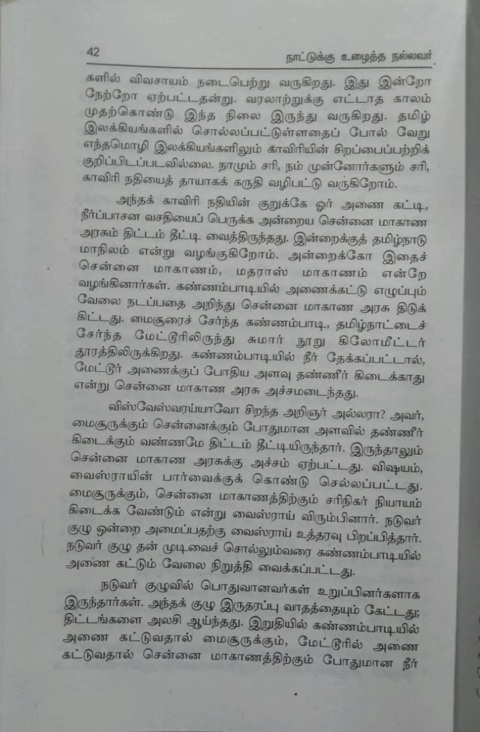 42 நாட்டுக்கு உழைத்த நல்லவர்
களில் விவசாயம் நடைபெற்று வருகிறது. இது இன்றோ
நேற்றோ ஏற்பட்டதன்று. வரலாற்றுக்கு எட்டாத காலம்
முதற்கொண்டு இந்த நிலை இருந்து வருகிறது. தமிழ்
இலக்கியங்களில் சொல்லப்பட்டுள்ளதைப் போல் வேறு
எந்தமொழி இலக்கியங்களிலும் காவிரியின் சிறப்பைப்பற்றிக்
குறிப்பிடப்படவில்லை. நாமும் சரி, நம் முன்னோர்களும் சரி,
காவிரி நதியைத் தாயாகக் கருதி வழிபட்டு வருகிறோம்.
அந்தக் காவிரி நதியின் குறுக்கே ஓர் அணை கட்டி,
நீர்ப்பாசன வசதியைப் பெருக்க அன்றைய சென்னை மாகாண
அரசும் திட்டம் தீட்டி வைத்திருந்தது. இன்றைக்குத் தமிழ்நாடு
மாநிலம் என்று வழங்குகிறோம். அன்றைக்கோ இதைச்
சென்னை மாகாணம், மதராஸ் மாகாணம் என்றே
வழங்கினார்கள். கண்ணம்பாடியில் அணைக்கட்டு எழுப்பும்
வேலை நடப்பதை அறிந்து சென்னை மாகாண அரசு திடுக்
கிட்டது. மைசூரைச் சேர்ந்த கண்ணம்பாடி, தமிழ்நாட்டைச்
சேர்ந்த மேட்டூரிலிருந்து சுமார் நூறு கிலோமீட்டர்
தூரத்திலிருக்கிறது. கண்ணம்பாடியில் நீர் தேக்கப்பட்டால்,
மேட்டூர் அணைக்குப் போதிய அளவு தண்ணீர் கிடைக்காது
என்று சென்னை மாகாண அரசு அச்சமடைந்தது.
விஸ்வேஸ்வரய்யாவோ சிறந்த அறிஞர் அல்லரா? அவர்,
மைசூருக்கும் சென்னைக்கும் போதுமான அளவில் தண்ணீர்
கிடைக்கும் வண்ணமே திட்டம் தீட்டியிருந்தார். இருந்தாலும்
சென்னை மாகாண அரசுக்கு அச்சம் ஏற்பட்டது. விஷயம்,
வைஸ்ராயின் பார்வைக்குக் கொண்டு செல்லப்பட்டது.
மைசூருக்கும், சென்னை மாகாணத்திற்கும் சரிநிகர் நியாயம்
கிடைக்க வேண்டும் என்று வைஸ்ராய் விரும்பினார். நடுவர்
குழு ஒன்றை அமைப்பதற்கு வைஸ்ராய் உத்தரவு பிறப்பித்தார்.
நடுவர் குழு தன் முடிவைச் சொல்லும்வரை கண்ணம்பாடியில்
அணை கட்டும் வேலை நிறுத்தி வைக்கப்பட்டது.
நடுவர் குழுவில் பொதுவானவர்கள் உறுப்பினர்களாக
இருந்தார்கள். அந்தக் குழு இருதரப்பு வாதத்தையும் கேட்டது;
திட்டங்களை அலசி ஆய்ந்தது. இறுதியில் கண்ணம்பாடியில்
அணை கட்டுவதால் மைசூருக்கும், மேட்டூரில் அணை
கட்டுவதால் சென்னை மாகாணத்திற்கும் போதுமான நீர்